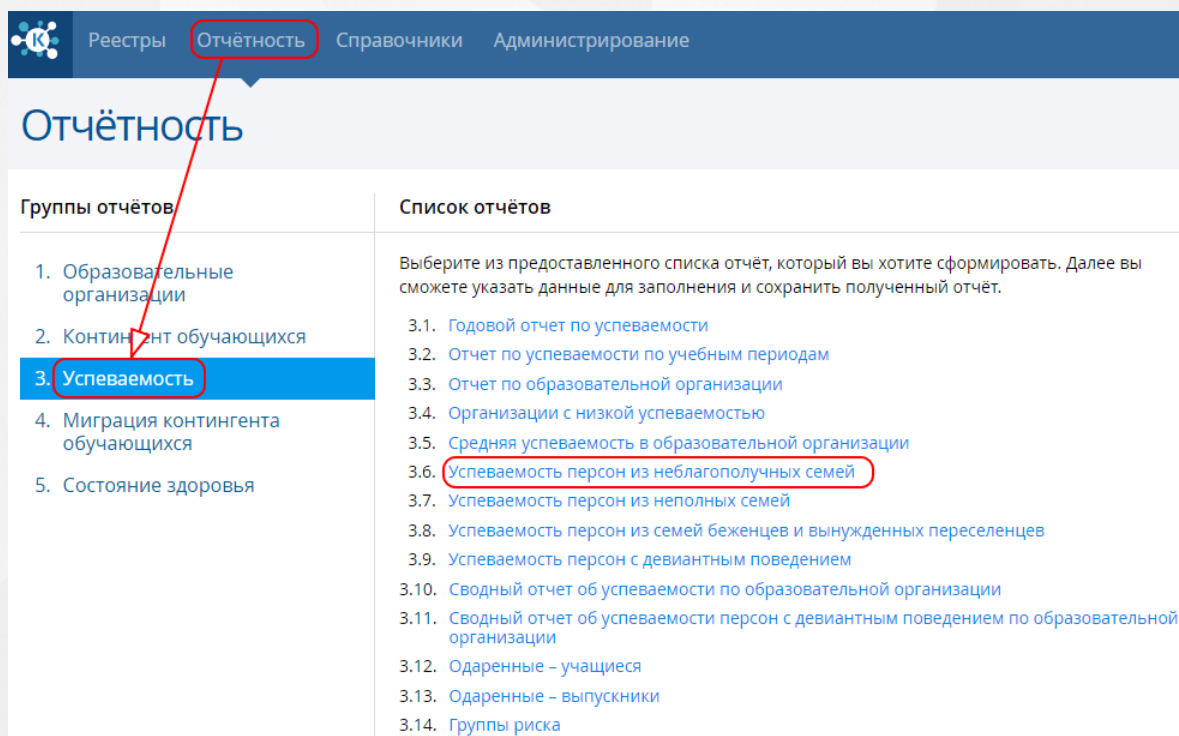 K
Реестры Отчётность Справочники Администрирование
Отчётность
Группы отчётов
1. Образовательные
организации
2. Контингент обучающихся
3. Успеваемость
4. Миграция контингента
обучающихся
5. Состояние здоровья
Список отчётов
Выберите из предоставленного списка отчёт, который вы хотите сформировать. Далее вы
сможете указать данные для заполнения и сохранить полученный отчёт.
3.1. Годовой отчет по успеваемости
3.2. Отчет по успеваемости по учебным периодам
3.3. Отчет по образовательной организации
3.4. Организации с низкой успеваемостью
3.5. Средняя успеваемость в образовательной организации
3.6. Успеваемость персон из неблагополучных семей
3.7. Успеваемость персон из неполных семей
3.8. Успеваемость персон из семей беженцев и вынужденных переселенцев
3.9. Успеваемость персон с девиантным поведением
3.10. Сводный отчет об успеваемости по образовательной организации
3.11. Сводный отчет об успеваемости персон с девиантным поведением по образовательной
организации
3.12. Одаренные – учащиеся
3.13. Одаренные – выпускники
3.14. Группы риска